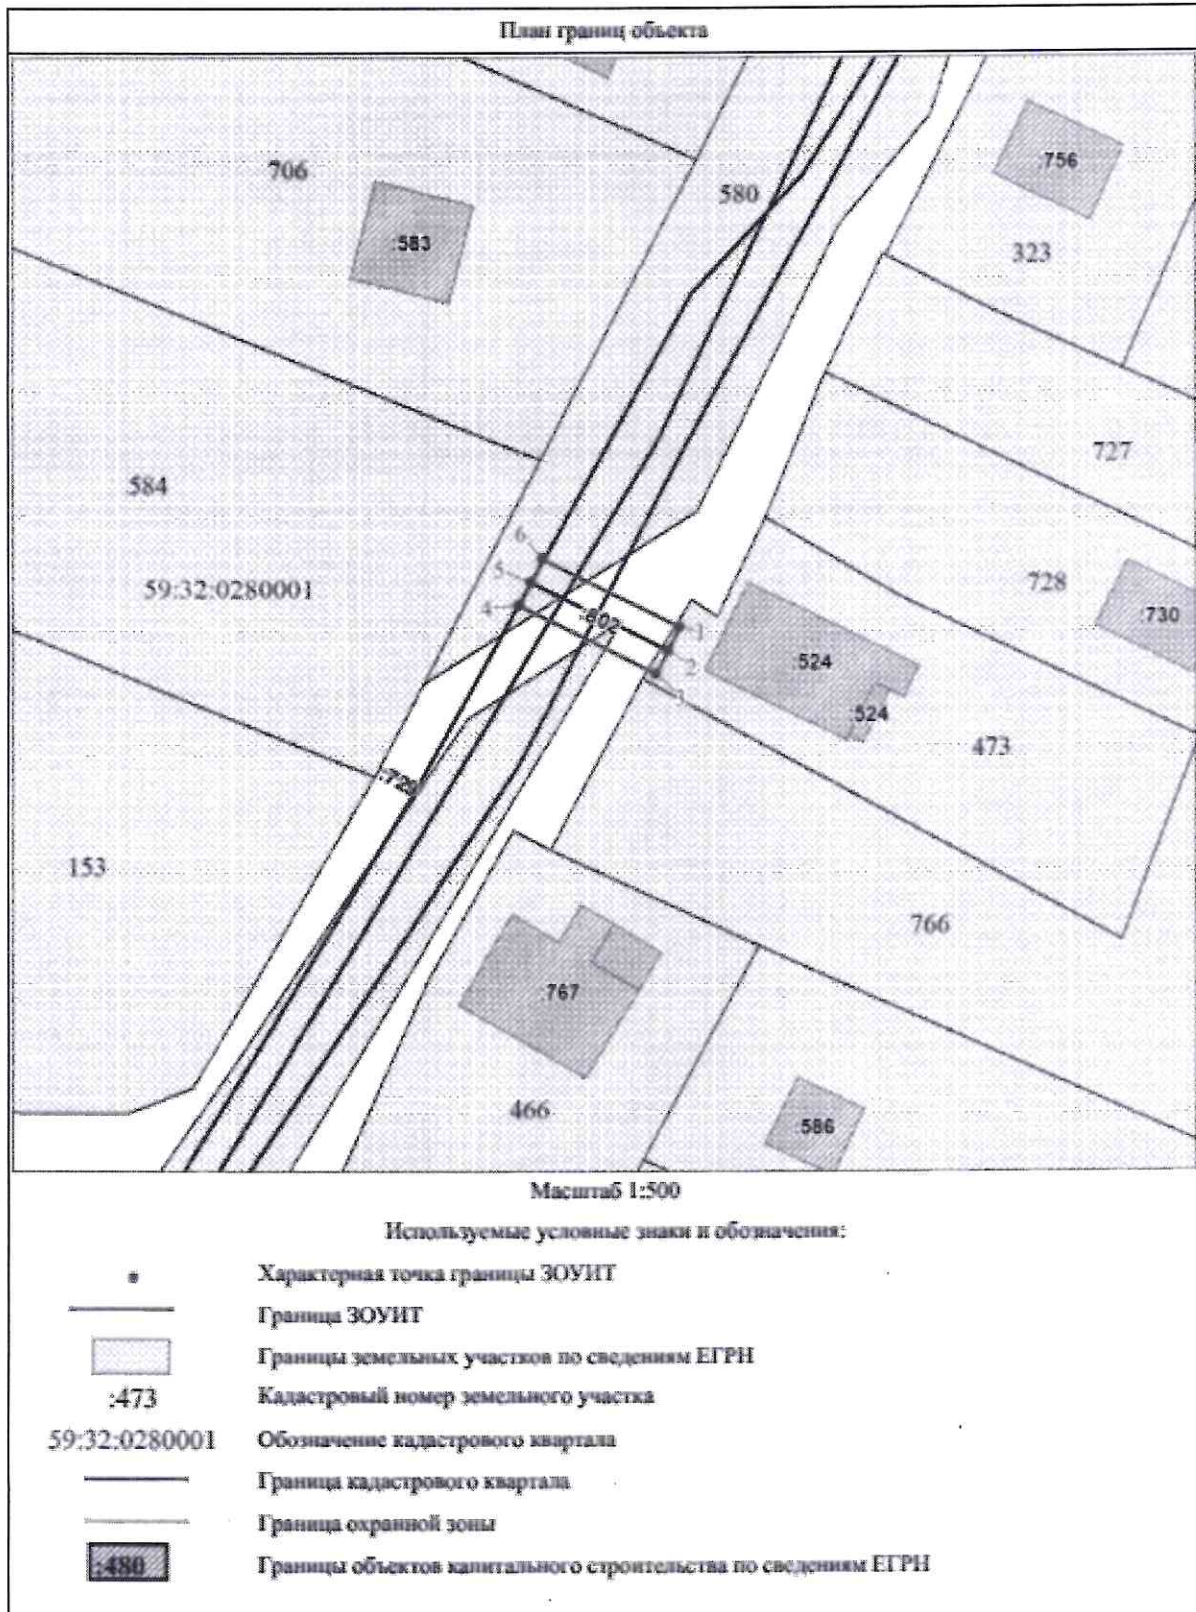 План границ объекта
706
580
:756
:583
323
727
584
6
728
59:32:0280001
5
4
:730
:602
1
2
:524
3
:524
473
:729
153
766
:767
466
:586
Масштаб 1:500
Используемые условные знаки и обозначения:
Характерная точка границы ЗОУИТ
Граница ЗОУИТ
Границы земельных участков по сведениям ЕГРН
:473 Кадастровый номер земельного участка
59:32:0280001 Обозначение кадастрового квартала
Граница кадастрового квартала
Граница охранной зоны
:480 Границы объектов капитального строительства по сведениям ЕГРН